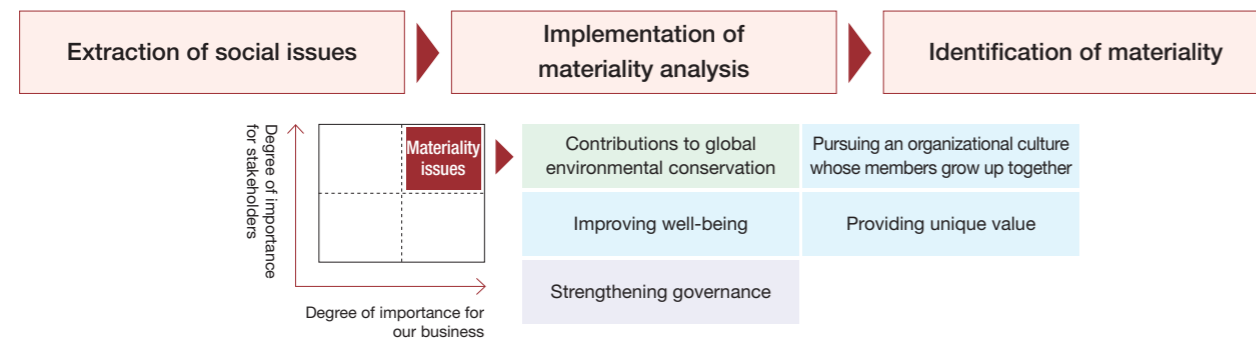 Extraction of social issues
Implementation of
materiality analysis
Identification of materiality
Degree of importance
for stakeholders
Materiality
issues
Contributions to global
environmental conservation
Pursuing an organizational culture
whose members grow up together
Improving well-being
Providing unique value
Strengthening governance
Degree of importance for
our business